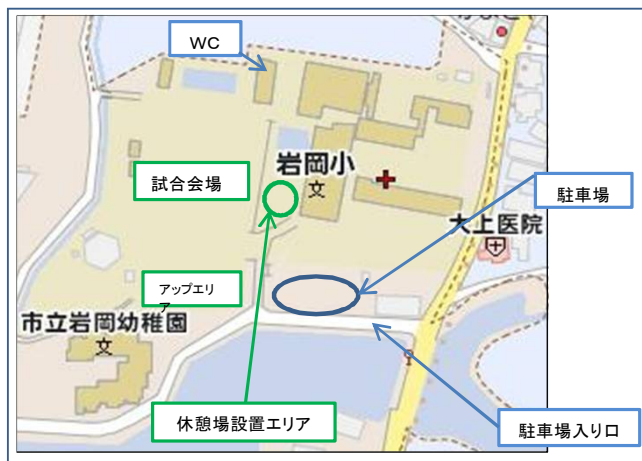 WC
岩岡小
文
試合会場
駐車場
大上医院
アップエリ
ア
市立岩岡幼稚園
文
休憩場設置エリア
駐車場入り口